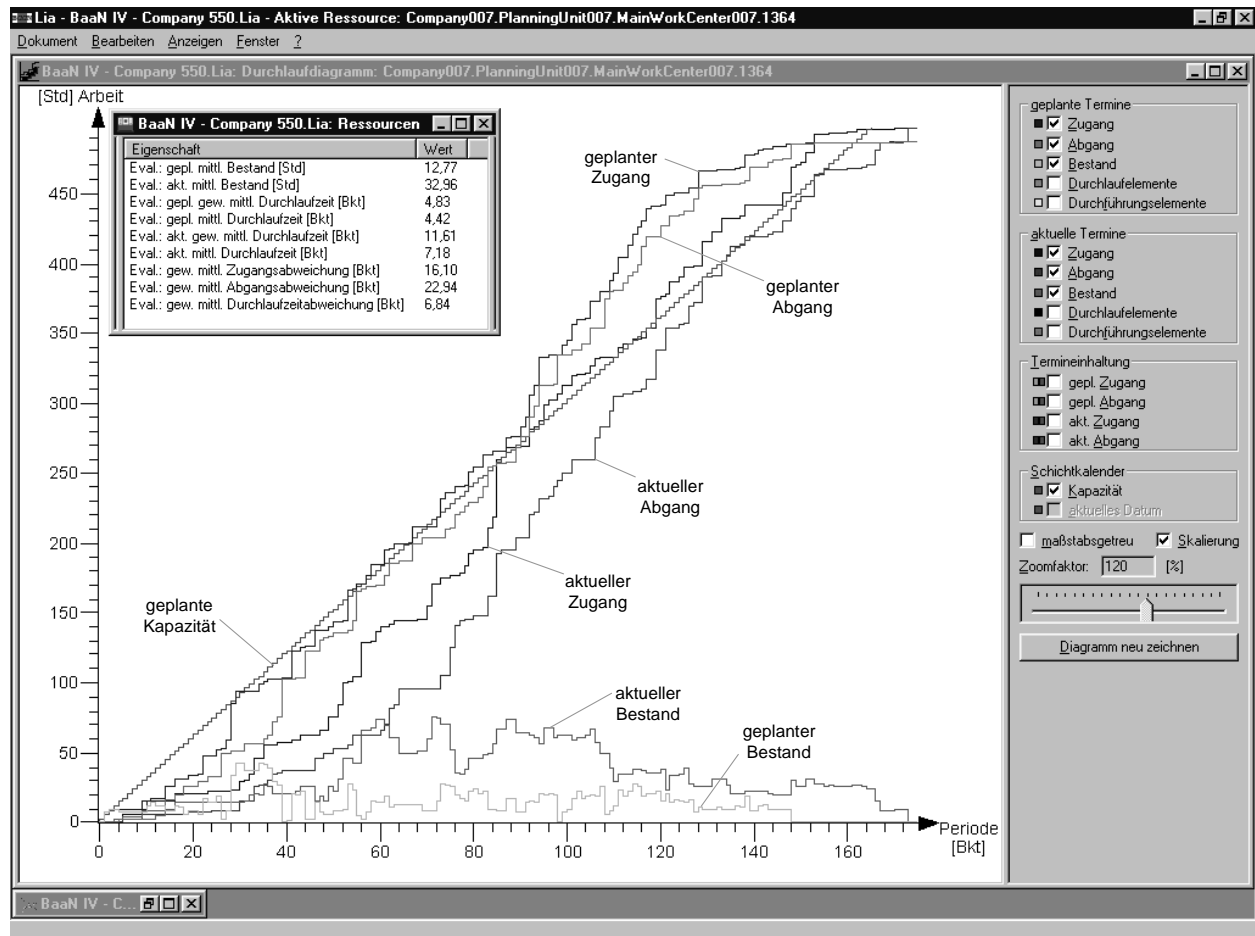 Lia - BaaN IV - Company 550.Lia - Aktive Ressource: Company007.PlanningUnit007.MainWorkCenter007.1364
Dokument Bearbeiten Anzeigen Fenster ?
BaaN IV - Company 550.Lia: Durchlaufdiagramm: Company007.PlanningUnit007.MainWorkCenter007.1364
[Std] Arbeit
BaaN IV - Company 550.Lia: Ressourcen
Eigenschaft Wert
Eval.: gepl. mittl. Bestand [Std] 12,77
Eval.: akt. mittl. Bestand [Std] 32,96
Eval.: gepl. gew. mittl. Durchlaufzeit [Bkt] 4,83
Eval.: gepl. mittl. Durchlaufzeit [Bkt] 4,42
Eval.: akt. gew. mittl. Durchlaufzeit [Bkt] 11,61
Eval.: akt. mittl. Durchlaufzeit [Bkt] 7,18
Eval.: gew. mittl. Zugangsabweichung [Bkt] 16,10
Eval.: gew. mittl. Abgangsabweichung [Bkt] 22,94
Eval.: gew. mittl. Durchlaufzeitabweichung [Bkt] 6,84
450
400
350
300
250
200
150
100
50
0
geplanter
Zugang
geplanter
Abgang
aktueller
Abgang
aktueller
Zugang
geplante
Kapazität
aktueller
Bestand
geplanter
Bestand
0 20 40 60 80 100 120 140 160
Periode
[Bkt]
geplante Termine
Zugang
Abgang
Bestand
Durchlaufelemente
Durchführungselemente
aktuelle Termine
Zugang
Abgang
Bestand
Durchlaufelemente
Durchführungselemente
Termineinhaltung
gepl. Zugang
gepl. Abgang
akt. Zugang
akt. Abgang
Schichtkalender
Kapazität
aktuelles Datum
maßstabsgetreu Skalierung
Zoomfaktor: 120 [%]
Diagramm neu zeichnen
BaaN IV - C...